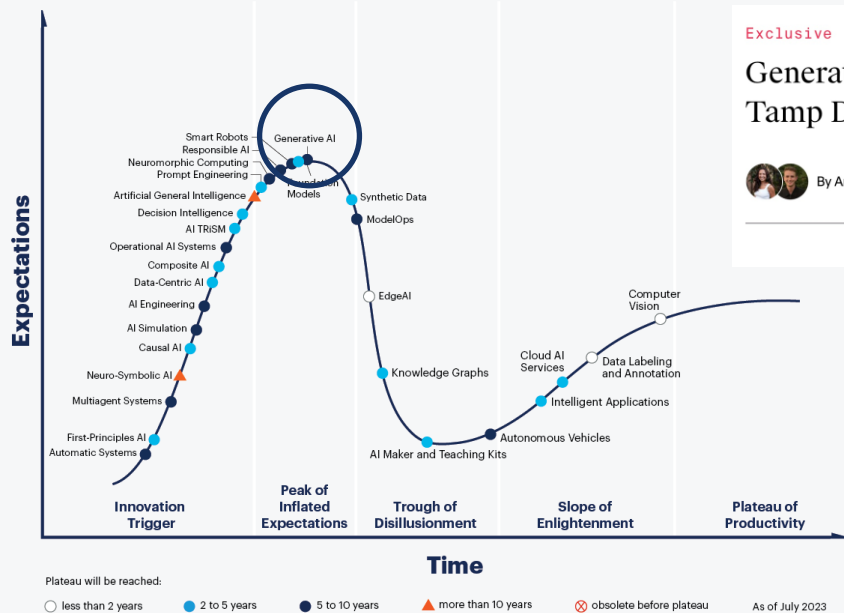 Exclusive
Genera
Tamp D
By A
Expectations
Smart Robots
Generative AI
Responsible AI
Neuromorphic Computing
Prompt Engineering
Foundation
Models
Artificial General Intelligence
Decision Intelligence
AI TRiSM
Operational AI Systems
Composite AI
Data-Centric AI
AI Engineering
AI Simulation
Causal AI
Neuro-Symbolic AI
Multiagent Systems
First-Principles AI
Automatic Systems
Synthetic Data
ModelOps
EdgeAI
Knowledge Graphs
AI Maker and Teaching Kits
Autonomous Vehicles
Intelligent Applications
Cloud AI
Services
Data Labeling
and Annotation
Computer
Vision
Innovation
Trigger
Peak of
Inflated
Expectations
Trough of
Disillusionment
Slope of
Enlightenment
Plateau of
Productivity
Time
Plateau will be reached:
less than 2 years
2 to 5 years
5 to 10 years
more than 10 years
obsolete before plateau
As of July 2023